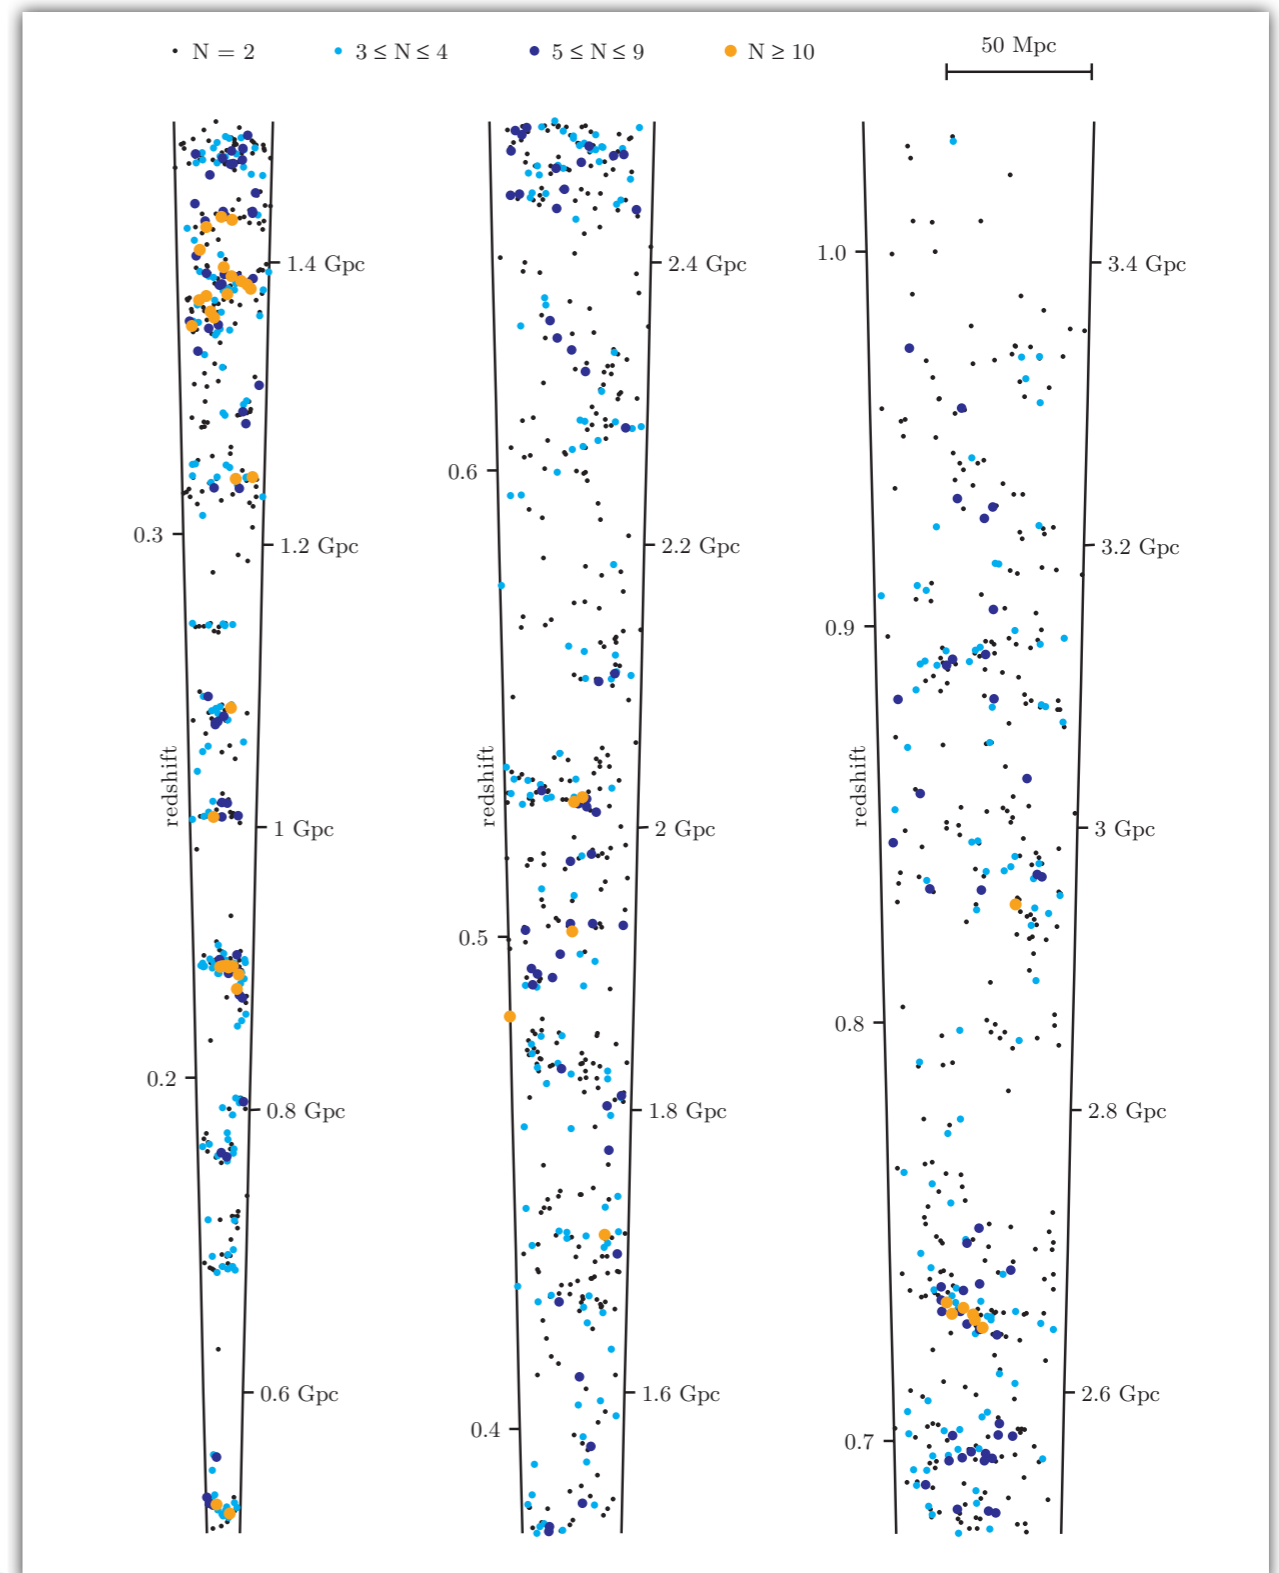 N = 2 3 ≤ N ≤ 4 5 ≤ N ≤ 9 N ≥ 10 50 Mpc
1.4 Gpc
0.3
1.2 Gpc
redshift
1 Gpc
0.2
0.8 Gpc
0.6 Gpc
2.4 Gpc
0.6
2.2 Gpc
redshift
2 Gpc
0.5
1.8 Gpc
1.6 Gpc
0.4
1.0
3.4 Gpc
3.2 Gpc
0.9
redshift
3 Gpc
0.8
2.8 Gpc
2.6 Gpc
0.7